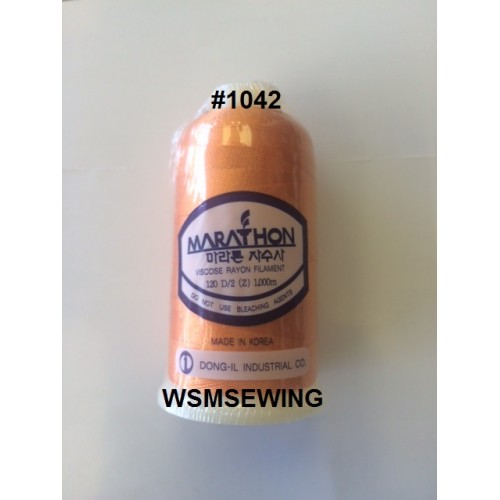 #1042
MARATHON
마라톤 자수사
VISCOSE RAYON FILAMENT
120 D/2 (Z) 1,000m
DO NOT USE BLEACHING AGENTS
MADE IN KOREA
1 DONG-IL INDUSTRIAL CO.
WSMSEWING